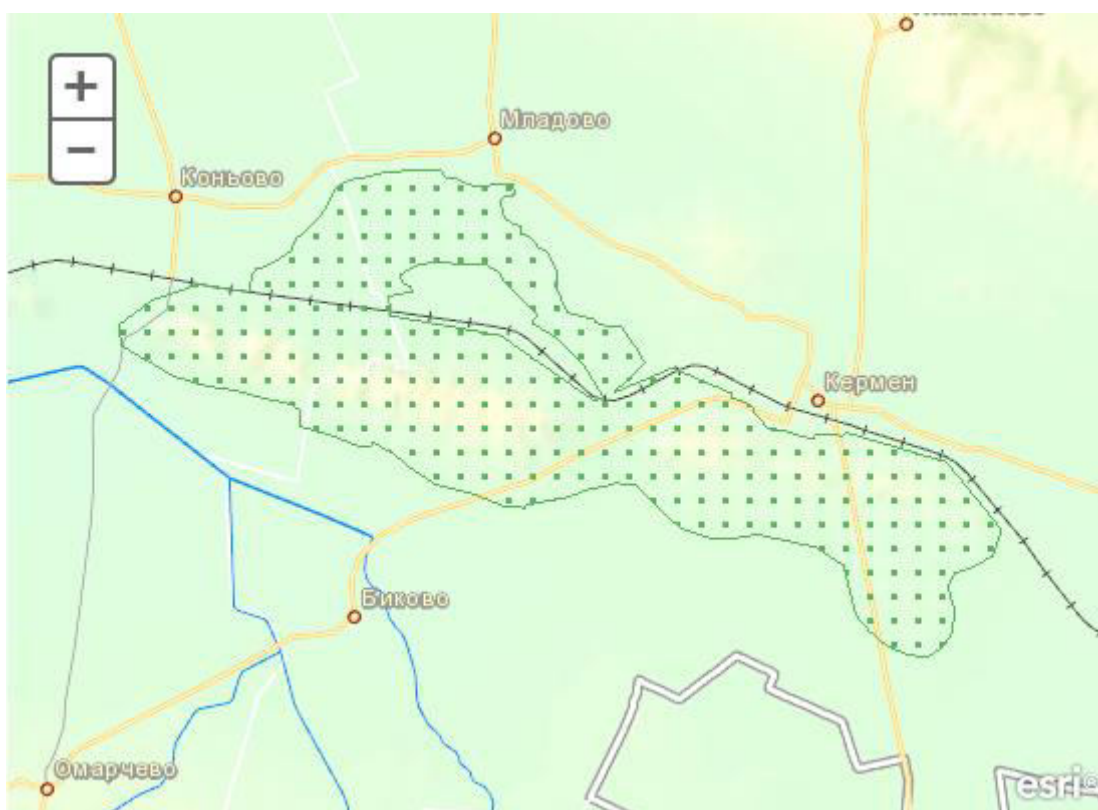 +
Младово
−
Коньово
Кермен
Биково
Омарчево
esri